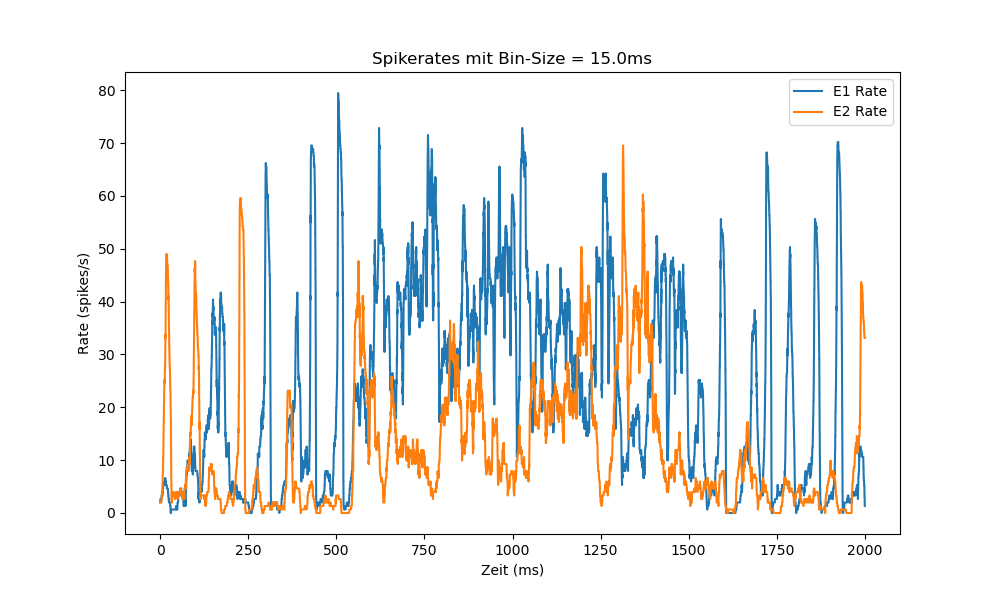 Spikerates mit Bin-Size = 15.0ms
E1 Rate
E2 Rate
80
70
60
50
40
30
20
10
0
Rate (spikes/s)
0 250 500 750 1000 1250 1500 1750 2000
Zeit (ms)